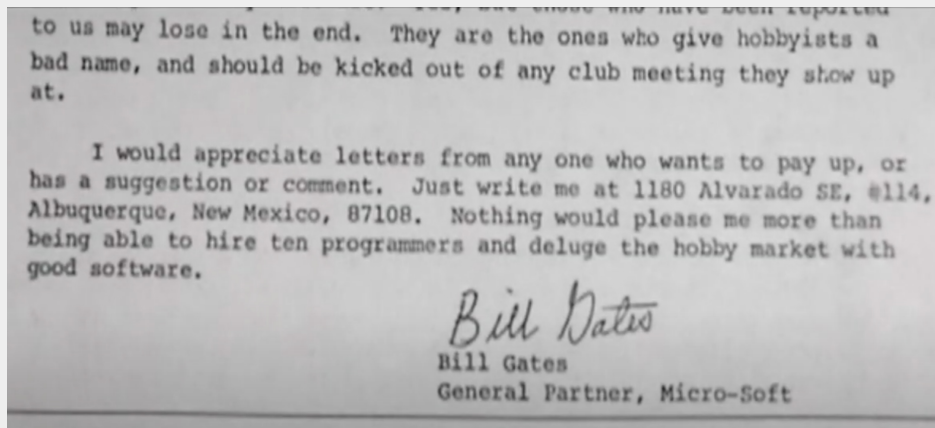 have been reported
to us may lose in the end. They are the ones who give hobbyists a
bad name, and should be kicked out of any club meeting they show up
at.
I would appreciate letters from any one who wants to pay up, or
has a suggestion or comment. Just write me at 1180 Alvarado SE, #114,
Albuquerque, New Mexico, 87108. Nothing would please me more than
being able to hire ten programmers and deluge the hobby market with
good software.
Bill Gates
Bill Gates
General Partner, Micro-Soft